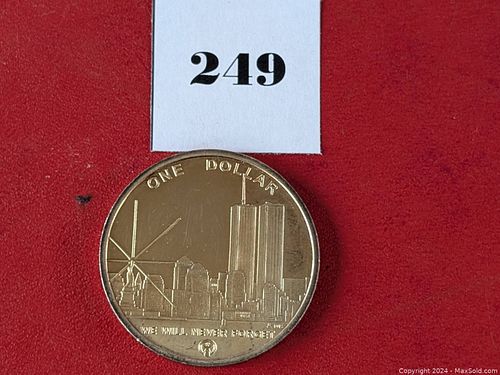 249
ONE DOLLAR
WE WILL NEVER FORGET
Copyright © 2024 - MaxSold.com